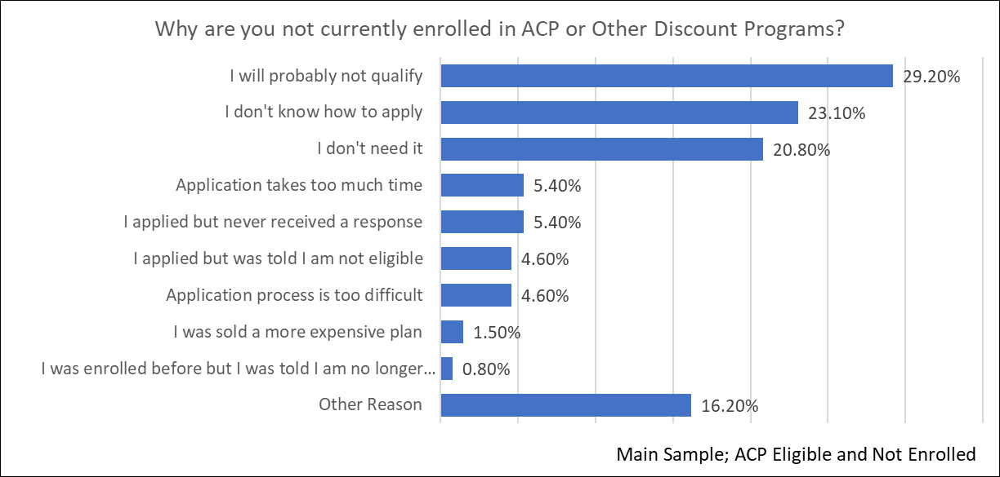 Why are you not currently enrolled in ACP or Other Discount Programs?
I will probably not qualify 29.20%
I don't know how to apply 23.10%
I don't need it 20.80%
Application takes too much time 5.40%
I applied but never received a response 5.40%
I applied but was told I am not eligible 4.60%
Application process is too difficult 4.60%
I was sold a more expensive plan 1.50%
I was enrolled before but I was told I am no longer... 0.80%
Other Reason 16.20%
Main Sample; ACP Eligible and Not Enrolled